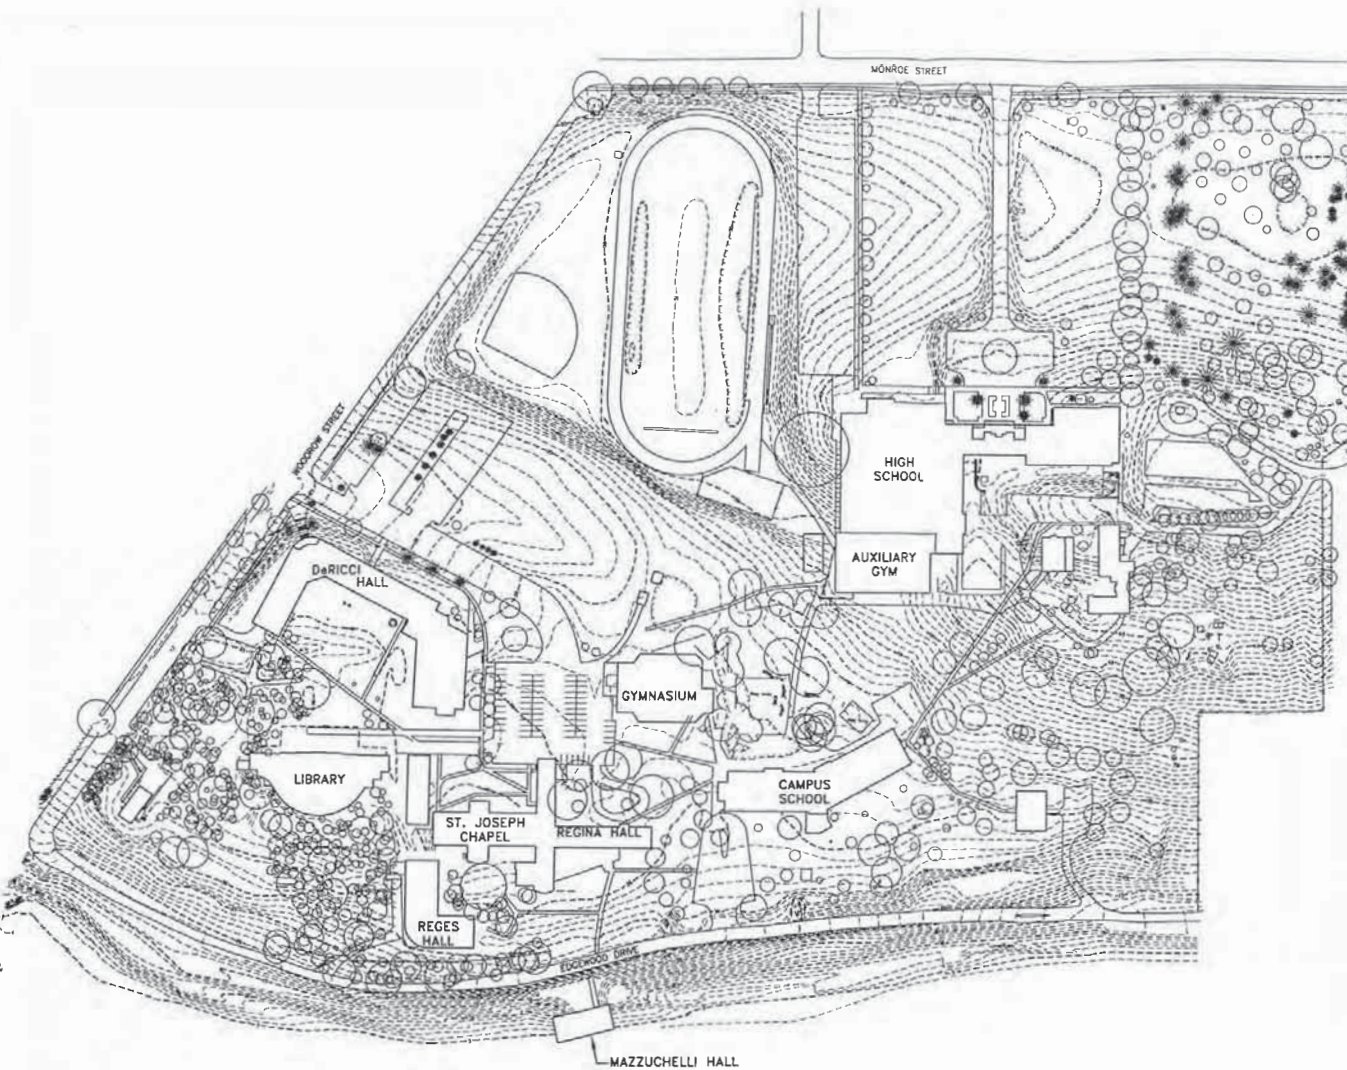 MONROE STREET
WOODROW STREET
HIGH
SCHOOL
AUXILIARY
GYM
DeRICCI
HALL
GYMNASIUM
LIBRARY
CAMPUS
SCHOOL
ST. JOSEPH
CHAPEL
REGINA HALL
REGES
HALL
EDGEWOOD DRIVE
MAZZUCHELLI HALL